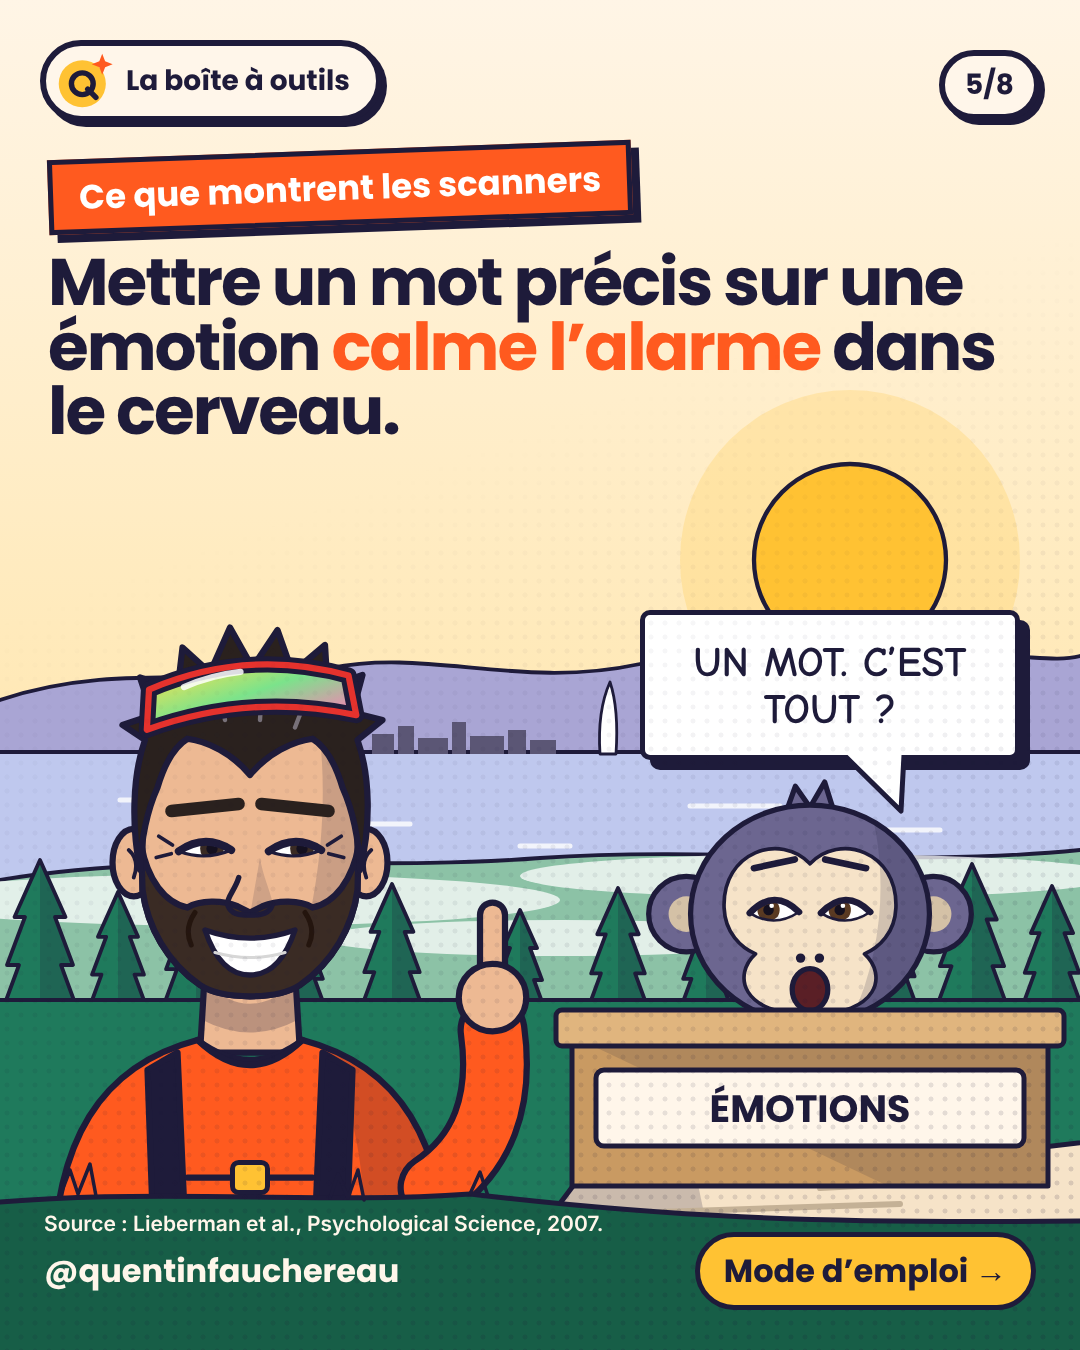 Q La boîte à outils
5/8
Ce que montrent les scanners
Mettre un mot précis sur une
émotion calme l’alarme dans
le cerveau.
UN MOT. C’EST
TOUT ?
ÉMOTIONS
Source : Lieberman et al., Psychological Science, 2007.
@quentinfauchereau
Mode d’emploi →